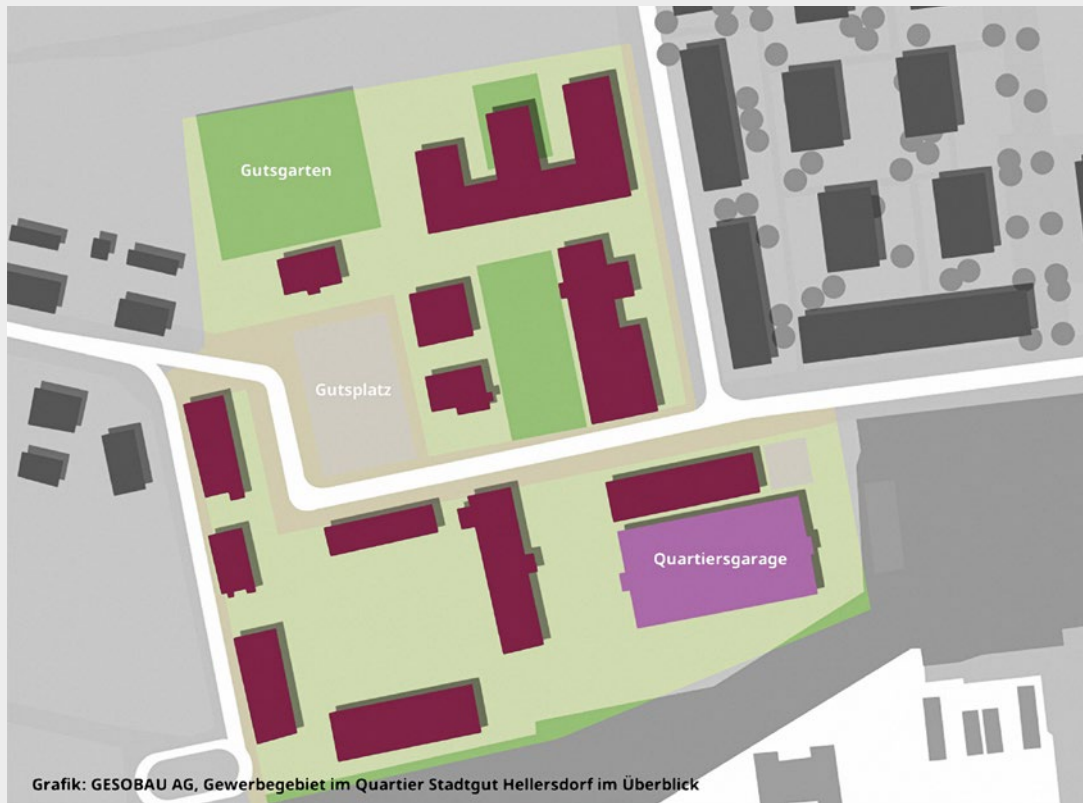 Gutsgarten
Gutsplatz
Quartiersgarage
Grafik: GESOBAU AG, Gewerbegebiet im Quartier Stadtgut Hellersdorf im Überblick